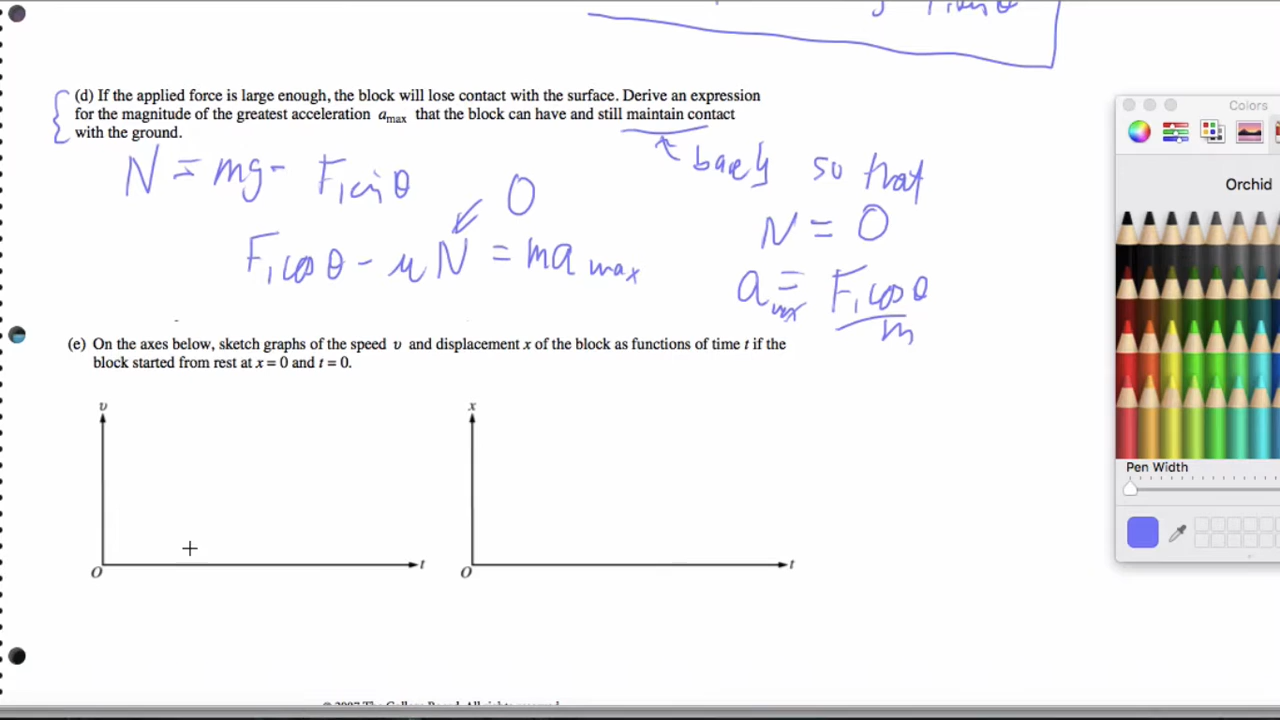 (d) If the applied force is large enough, the block will lose contact with the surface. Derive an expression
for the magnitude of the greatest acceleration a max that the block can have and still maintain contact
with the ground.
N = mg - F₁ sin θ
barely so that
N = 0
0
F₁ cos θ - μ N = ma max
a max = F₁ cos θ
m
(e) On the axes below, sketch graphs of the speed υ and displacement x of the block as functions of time t if the
block started from rest at x = 0 and t = 0.
υ
x
O
t
O
t
Colors
Orchid
Pen Width